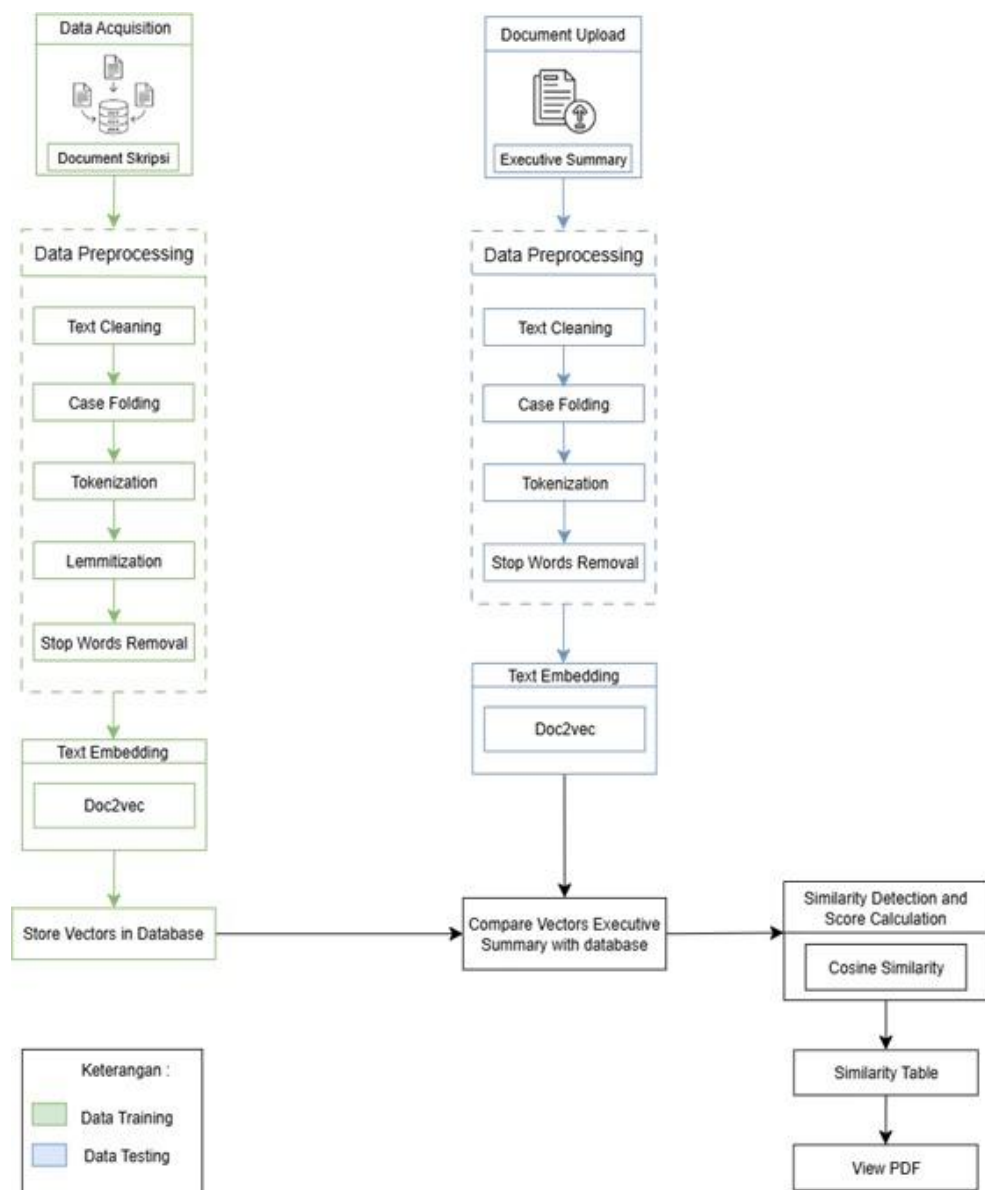 Data Acquisition
Document Skripsi
Data Preprocessing
Text Cleaning
Case Folding
Tokenization
Lemmitization
Stop Words Removal
Text Embedding
Doc2vec
Store Vectors in Database
Document Upload
Executive Summary
Data Preprocessing
Text Cleaning
Case Folding
Tokenization
Stop Words Removal
Text Embedding
Doc2vec
Compare Vectors Executive
Summary with database
Similarity Detection and
Score Calculation
Cosine Similarity
Similarity Table
View PDF
Keterangan :
Data Training
Data Testing